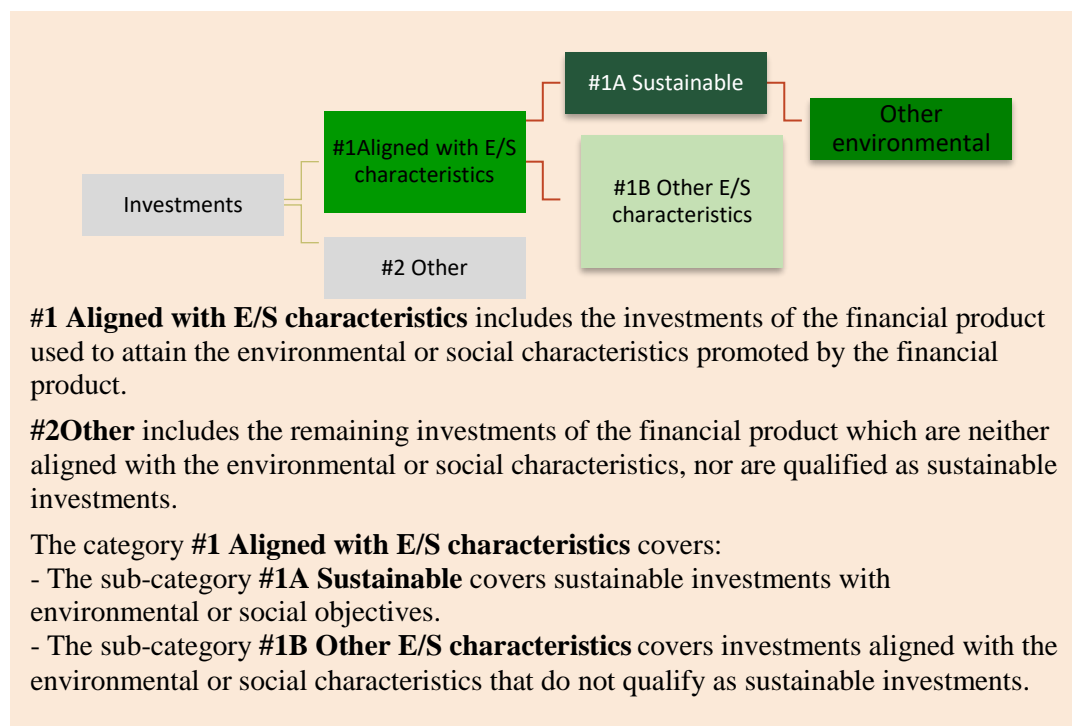 #1A Sustainable
Other
environmental
#1Aligned with E/S
characteristics
#1B Other E/S
characteristics
Investments
#2 Other
#1 Aligned with E/S characteristics includes the investments of the financial product
used to attain the environmental or social characteristics promoted by the financial
product.
#2Other includes the remaining investments of the financial product which are neither
aligned with the environmental or social characteristics, nor are qualified as sustainable
investments.
The category #1 Aligned with E/S characteristics covers:
- The sub-category #1A Sustainable covers sustainable investments with
environmental or social objectives.
- The sub-category #1B Other E/S characteristics covers investments aligned with the
environmental or social characteristics that do not qualify as sustainable investments.